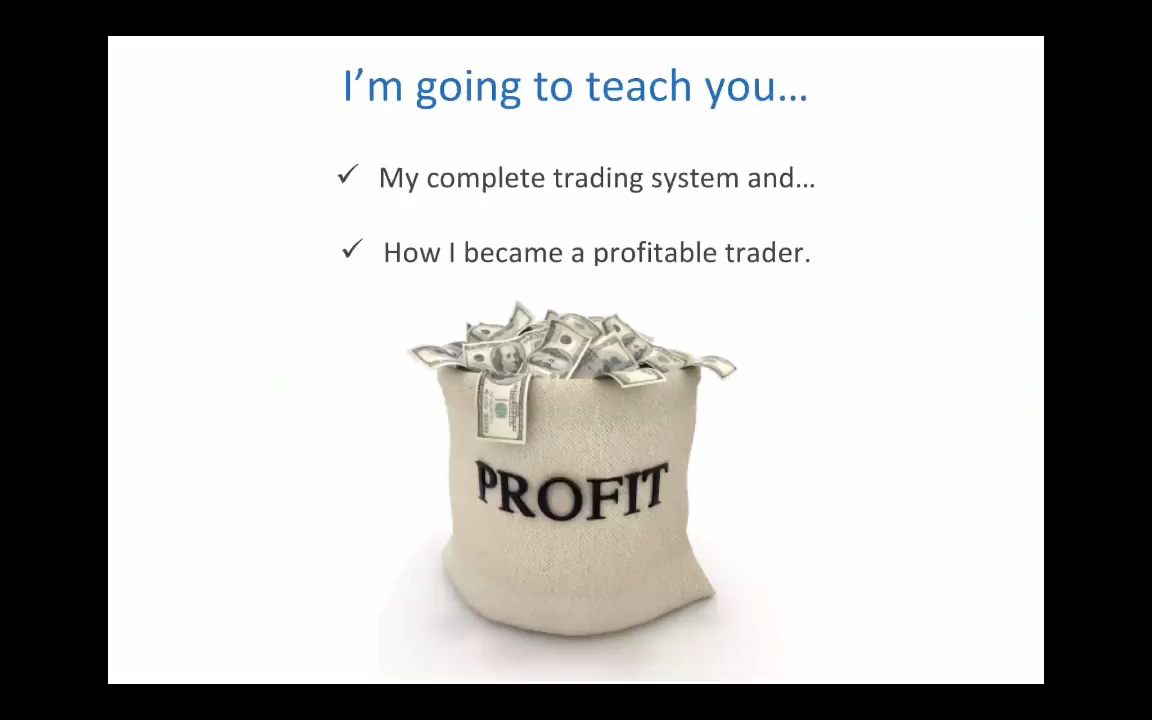 I’m going to teach you…
✓ My complete trading system and…
✓ How I became a profitable trader.
PROFIT